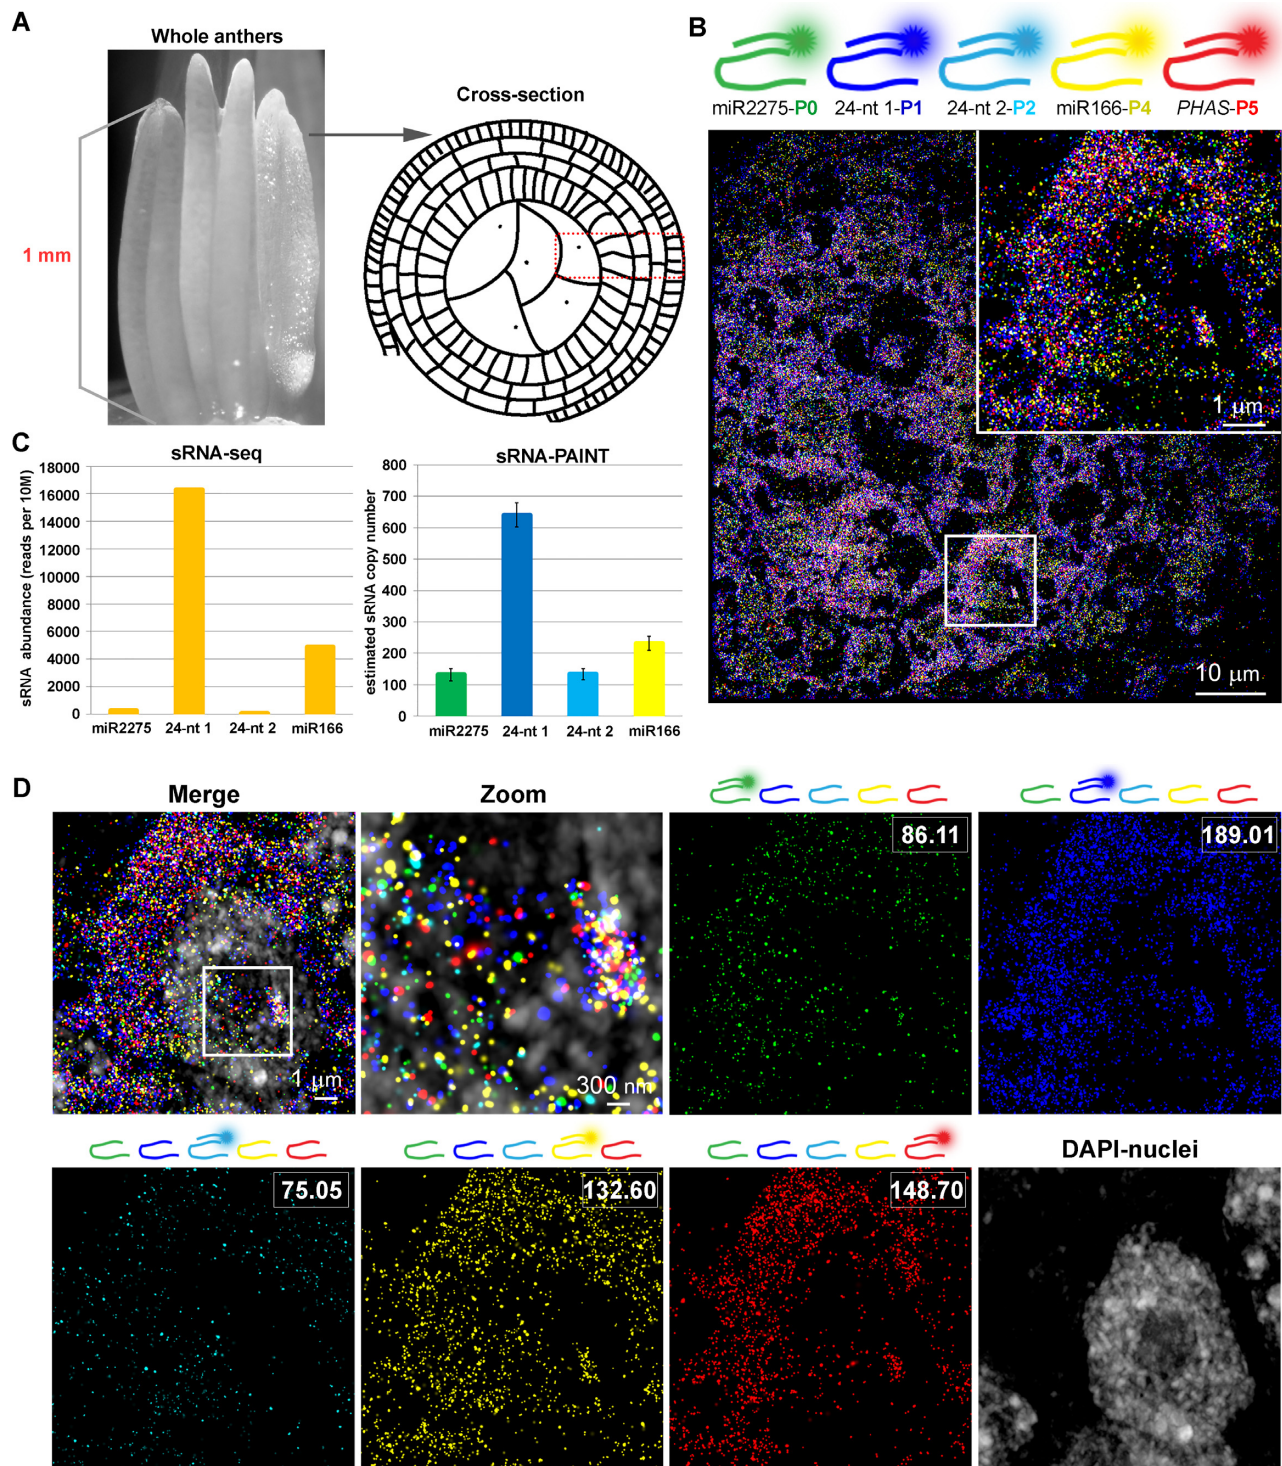 A
Whole anthers
Cross-section
1 mm
B
miR2275-P0
24-nt 1-P1
24-nt 2-P2
miR166-P4
PHAS-P5
1 µm
10 µm
C
sRNA-seq
sRNA abundance (reads per 10M)
18000
16000
14000
12000
10000
8000
6000
4000
2000
0
miR2275
24-nt 1
24-nt 2
miR166
sRNA-PAINT
estimated sRNA copy number
800
700
600
500
400
300
200
100
0
miR2275
24-nt 1
24-nt 2
miR166
D
Merge
Zoom
1 µm
300 nm
86.11
189.01
75.05
132.60
148.70
DAPI-nuclei